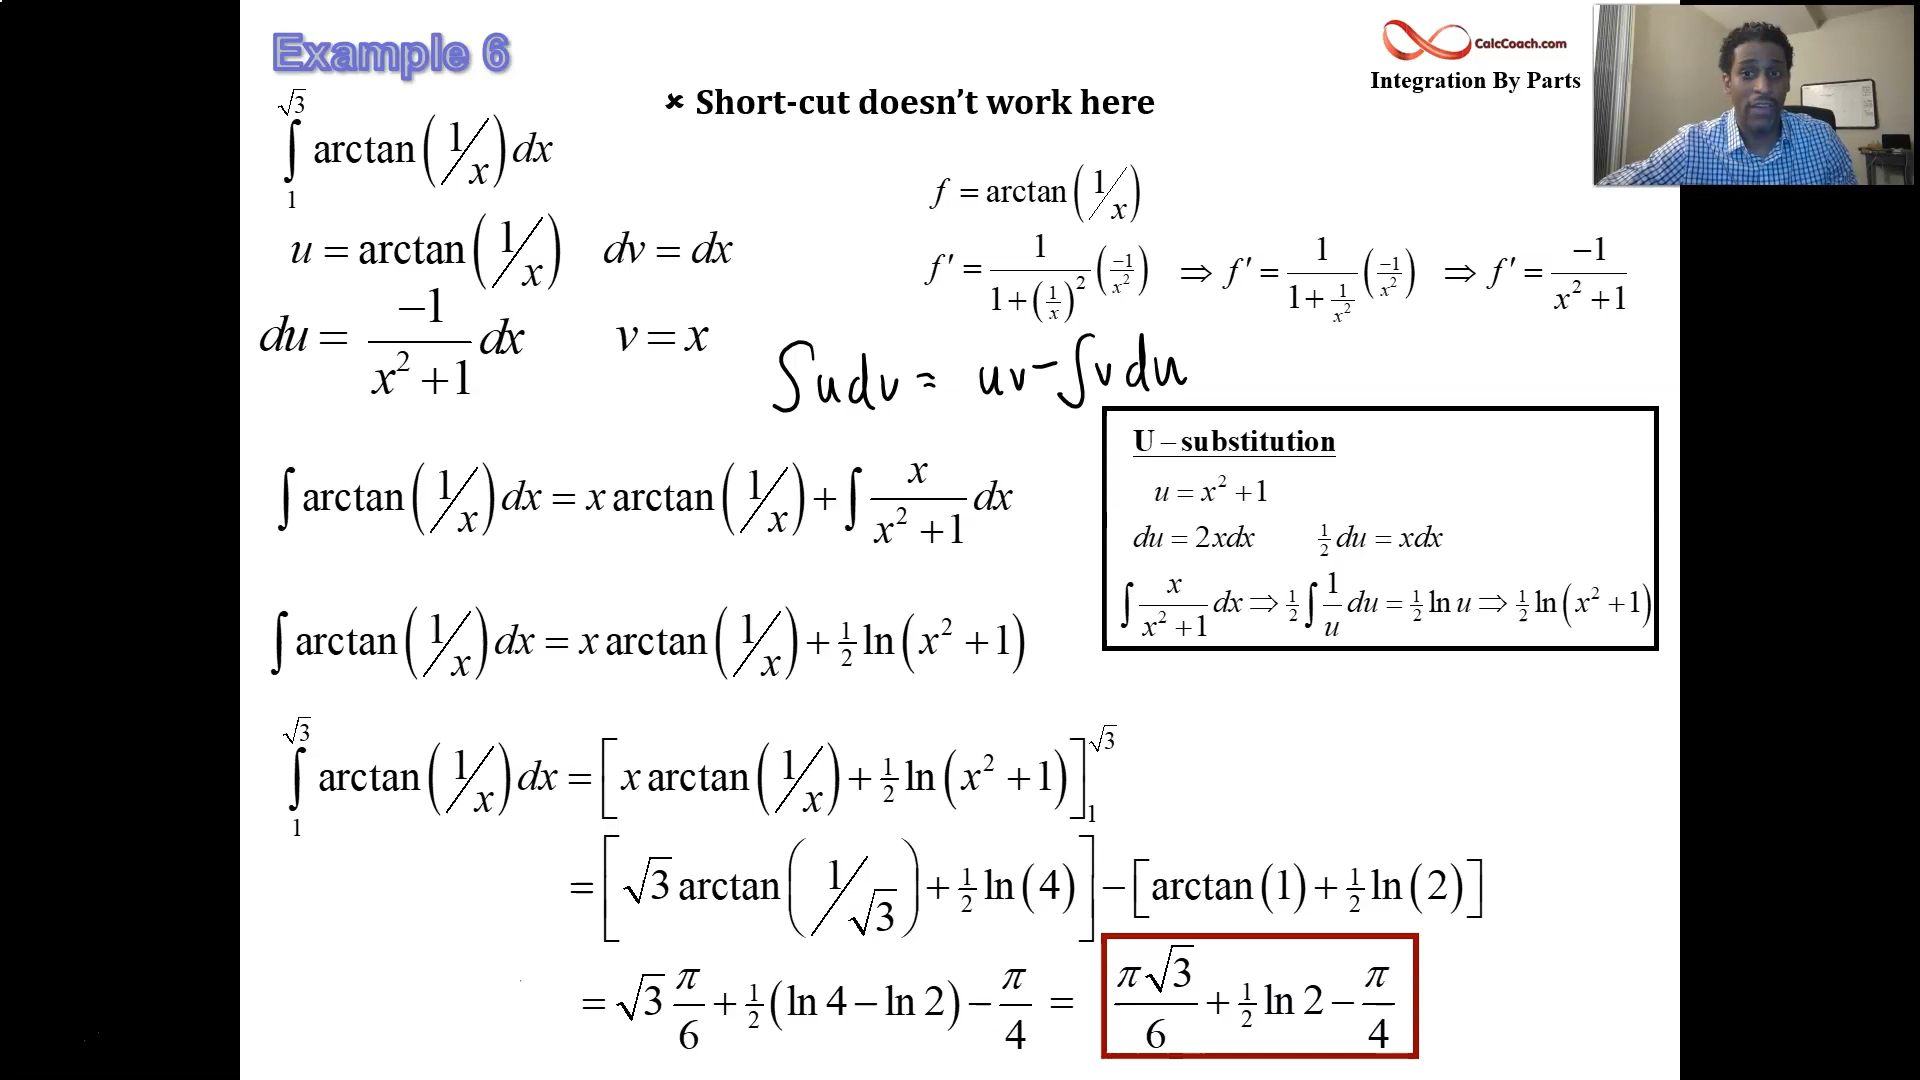 Example 6
CalcCoach.com
Integration By Parts
× Short-cut doesn't work here
∫₁^√3 arctan(1/x) dx
f = arctan(1/x)
u = arctan(1/x)   dv = dx
f′ = 1/(1+(1/x)²) (−1/x²) ⇒ f′ = 1/(1+1/x²) (−1/x²) ⇒ f′ = −1/(x²+1)
du = −1/(x²+1) dx   v = x
∫udv = uv−∫vdu
∫arctan(1/x) dx = x arctan(1/x) + ∫ x/(x²+1) dx
∫arctan(1/x) dx = x arctan(1/x) + ½ ln(x²+1)
U – substitution
u = x² +1
du = 2xdx   ½ du = xdx
∫ x/(x²+1) dx ⇒ ½ ∫ 1/u du = ½ ln u ⇒ ½ ln(x² +1)
∫₁^√3 arctan(1/x) dx = [x arctan(1/x) + ½ ln(x² +1)]₁^√3
= [√3 arctan(1/√3) + ½ ln(4)] − [arctan(1) + ½ ln(2)]
= √3 π/6 + ½ (ln 4 − ln 2) − π/4 = π√3/6 + ½ ln 2 − π/4